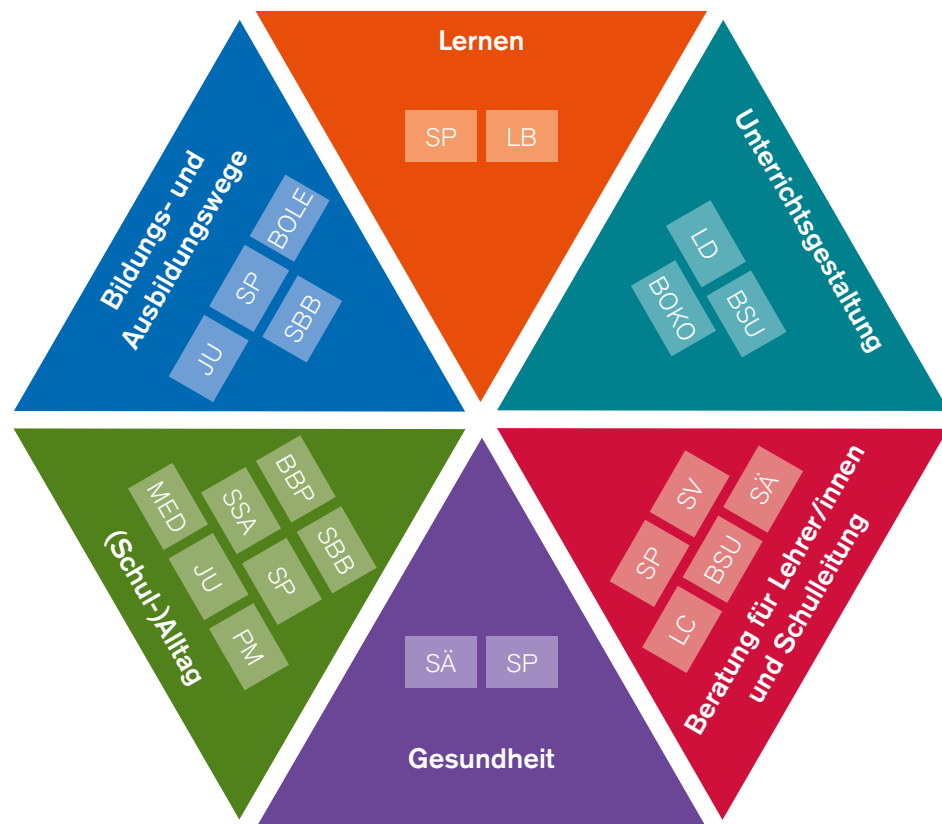 Lernen
SP
LB
Unterrichtsgestaltung
LD
BOKO
BSU
Beratung für Lehrer/innen
und Schulleitung
SV
SÄ
SP
BSU
LC
Gesundheit
SÄ
SP
(Schul-)Alltag
MED
SSA
BBP
JU
SP
SBB
PM
Bildungs- und
Ausbildungswege
BOLE
SP
SBB
JU